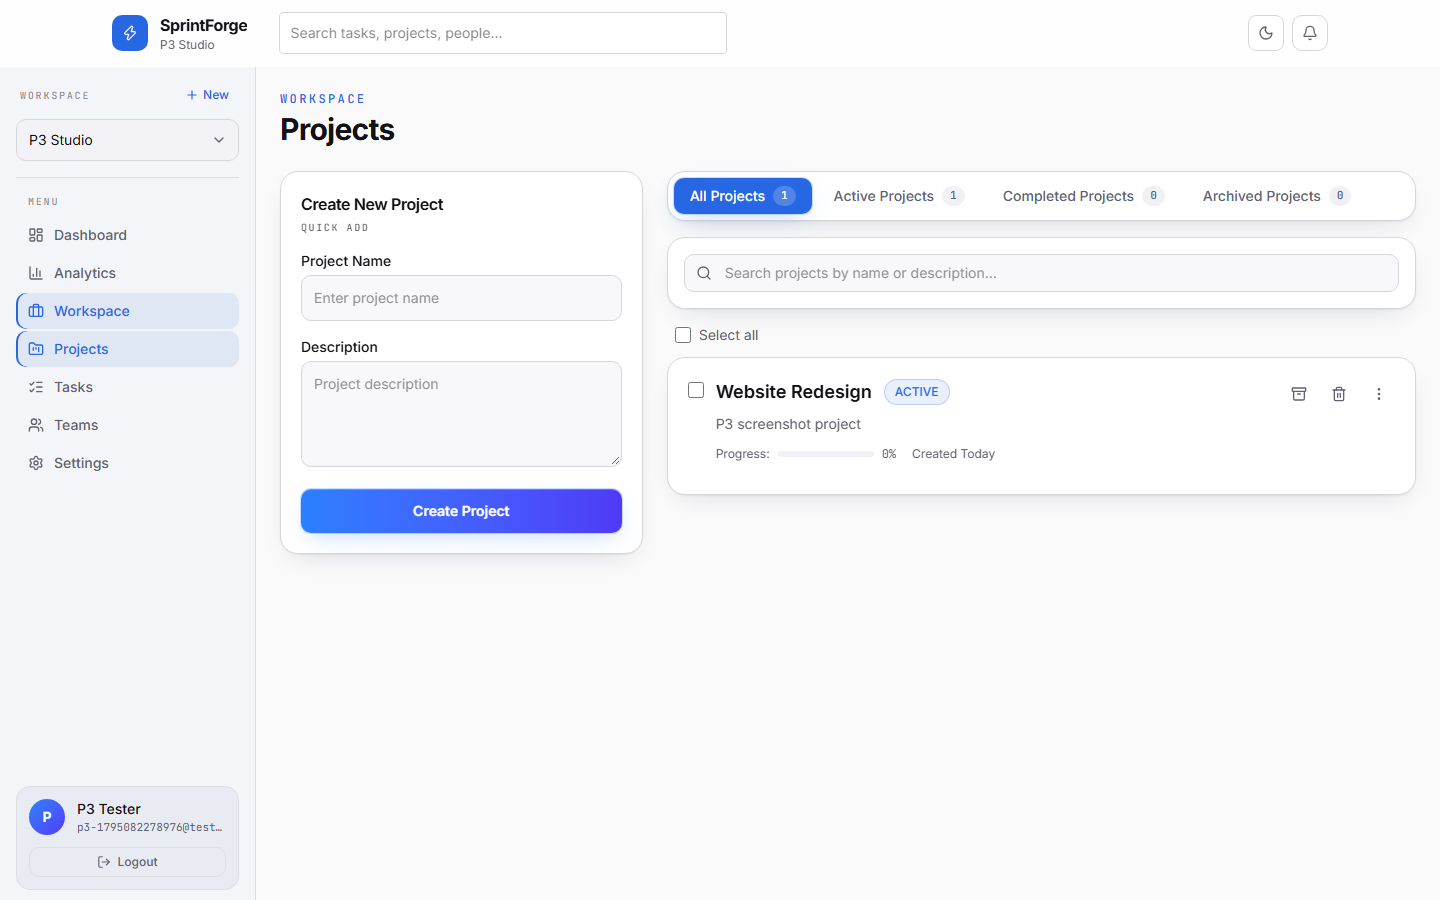 SprintForge
P3 Studio
Search tasks, projects, people...
WORKSPACE
New
P3 Studio
MENU
Dashboard
Analytics
Workspace
Projects
Tasks
Teams
Settings
P
P3 Tester
p3-1795082278976@test…
Logout
WORKSPACE
Projects
Create New Project
QUICK ADD
Project Name
Enter project name
Description
Project description
Create Project
All Projects 1 Active Projects 1 Completed Projects 0 Archived Projects 0
Search projects by name or description...
Select all
Website Redesign ACTIVE
P3 screenshot project
Progress: 0% Created Today